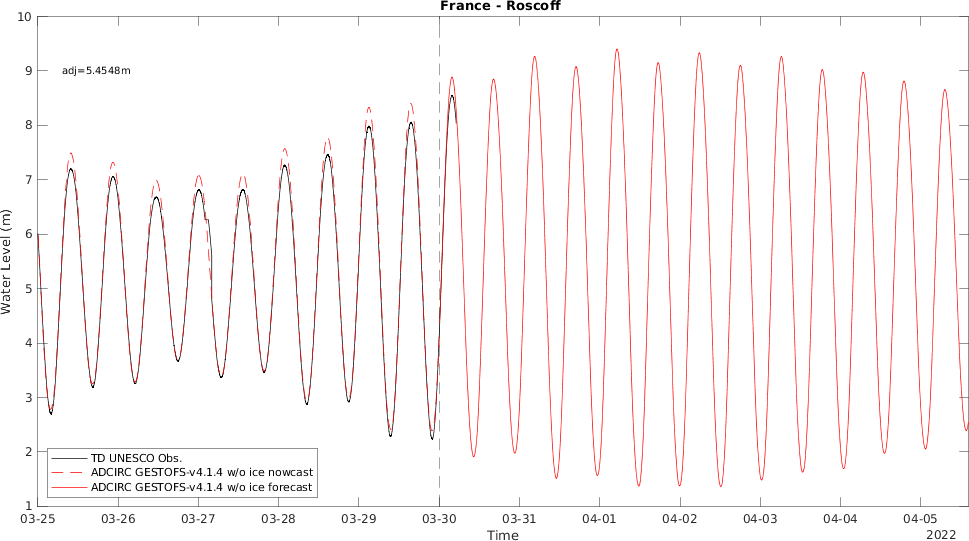 France - Roscoff
10
9
8
7
6
5
4
3
2
1
adj=5.4548m
Water Level (m)
TD UNESCO Obs.
ADCIRC GESTOFS-v4.1.4 w/o ice nowcast
ADCIRC GESTOFS-v4.1.4 w/o ice forecast
03-25 03-26 03-27 03-28 03-29 03-30 03-31 04-01 04-02 04-03 04-04 04-05
Time
2022